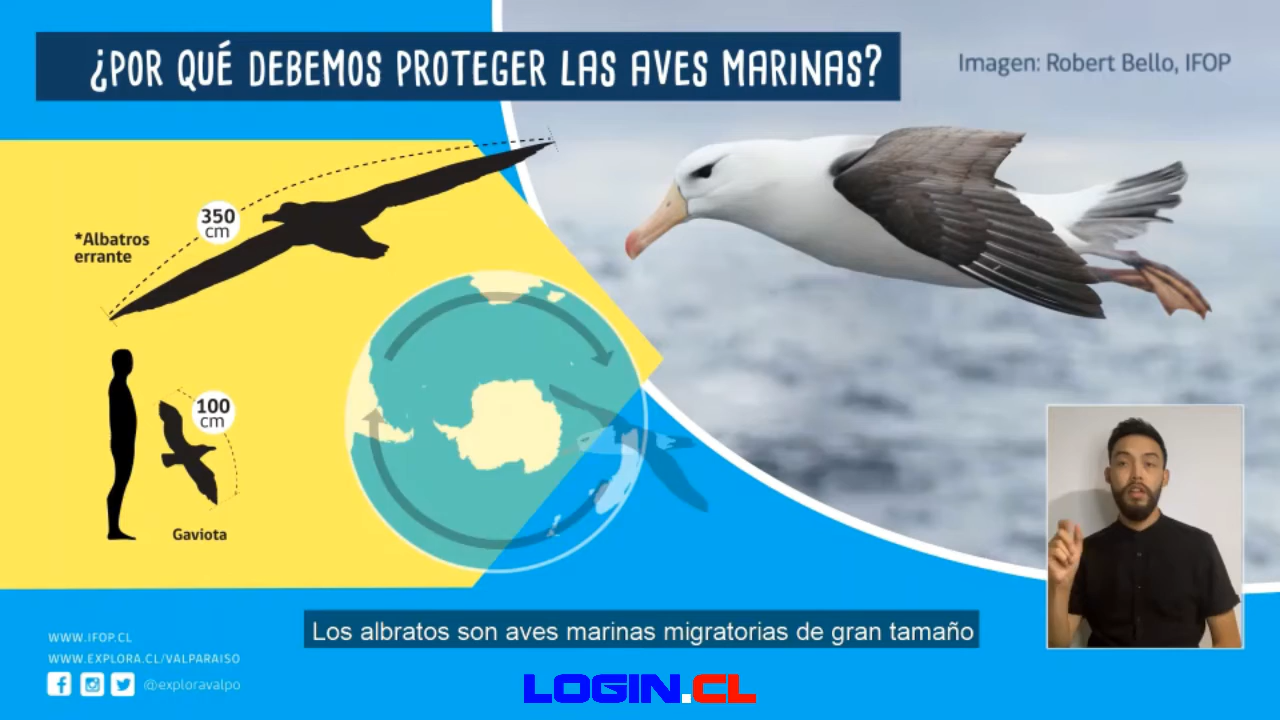 ¿POR QUÉ DEBEMOS PROTEGER LAS AVES MARINAS?
Imagen: Robert Bello, IFOP
350
cm
*Albatros
errante
100
cm
Gaviota
Los albratos son aves marinas migratorias de gran tamaño
WWW.IFOP.CL
WWW.EXPLORA.CL/VALPARAISO
@exploravalpo
LOGIN.CL